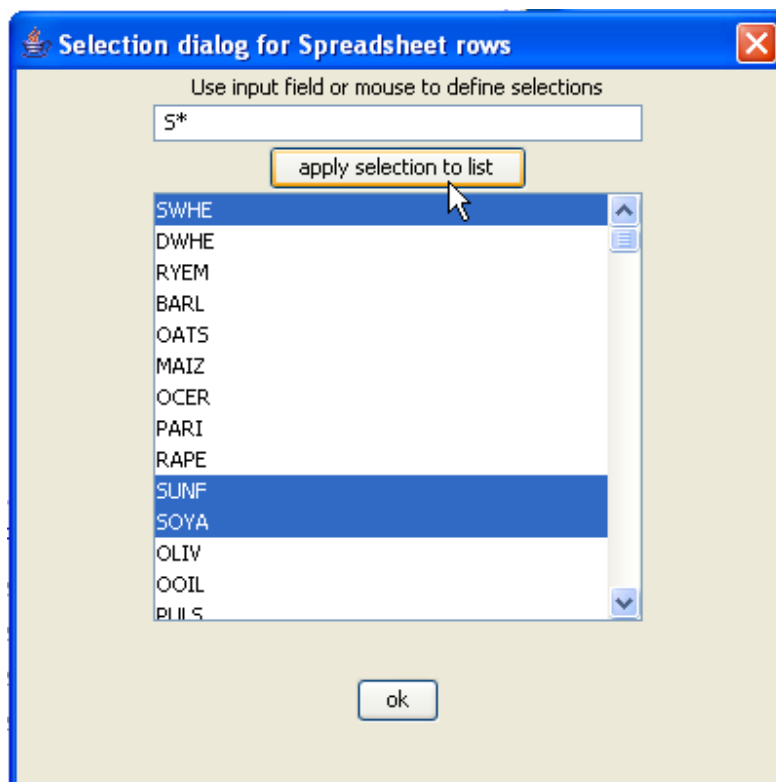 Selection dialog for Spreadsheet rows
Use input field or mouse to define selections
S*
apply selection to list
SWHE
DWHE
RYEM
BARL
OATS
MAIZ
OCER
PARI
RAPE
SUNF
SOYA
OLIV
OOIL
PULS
ok